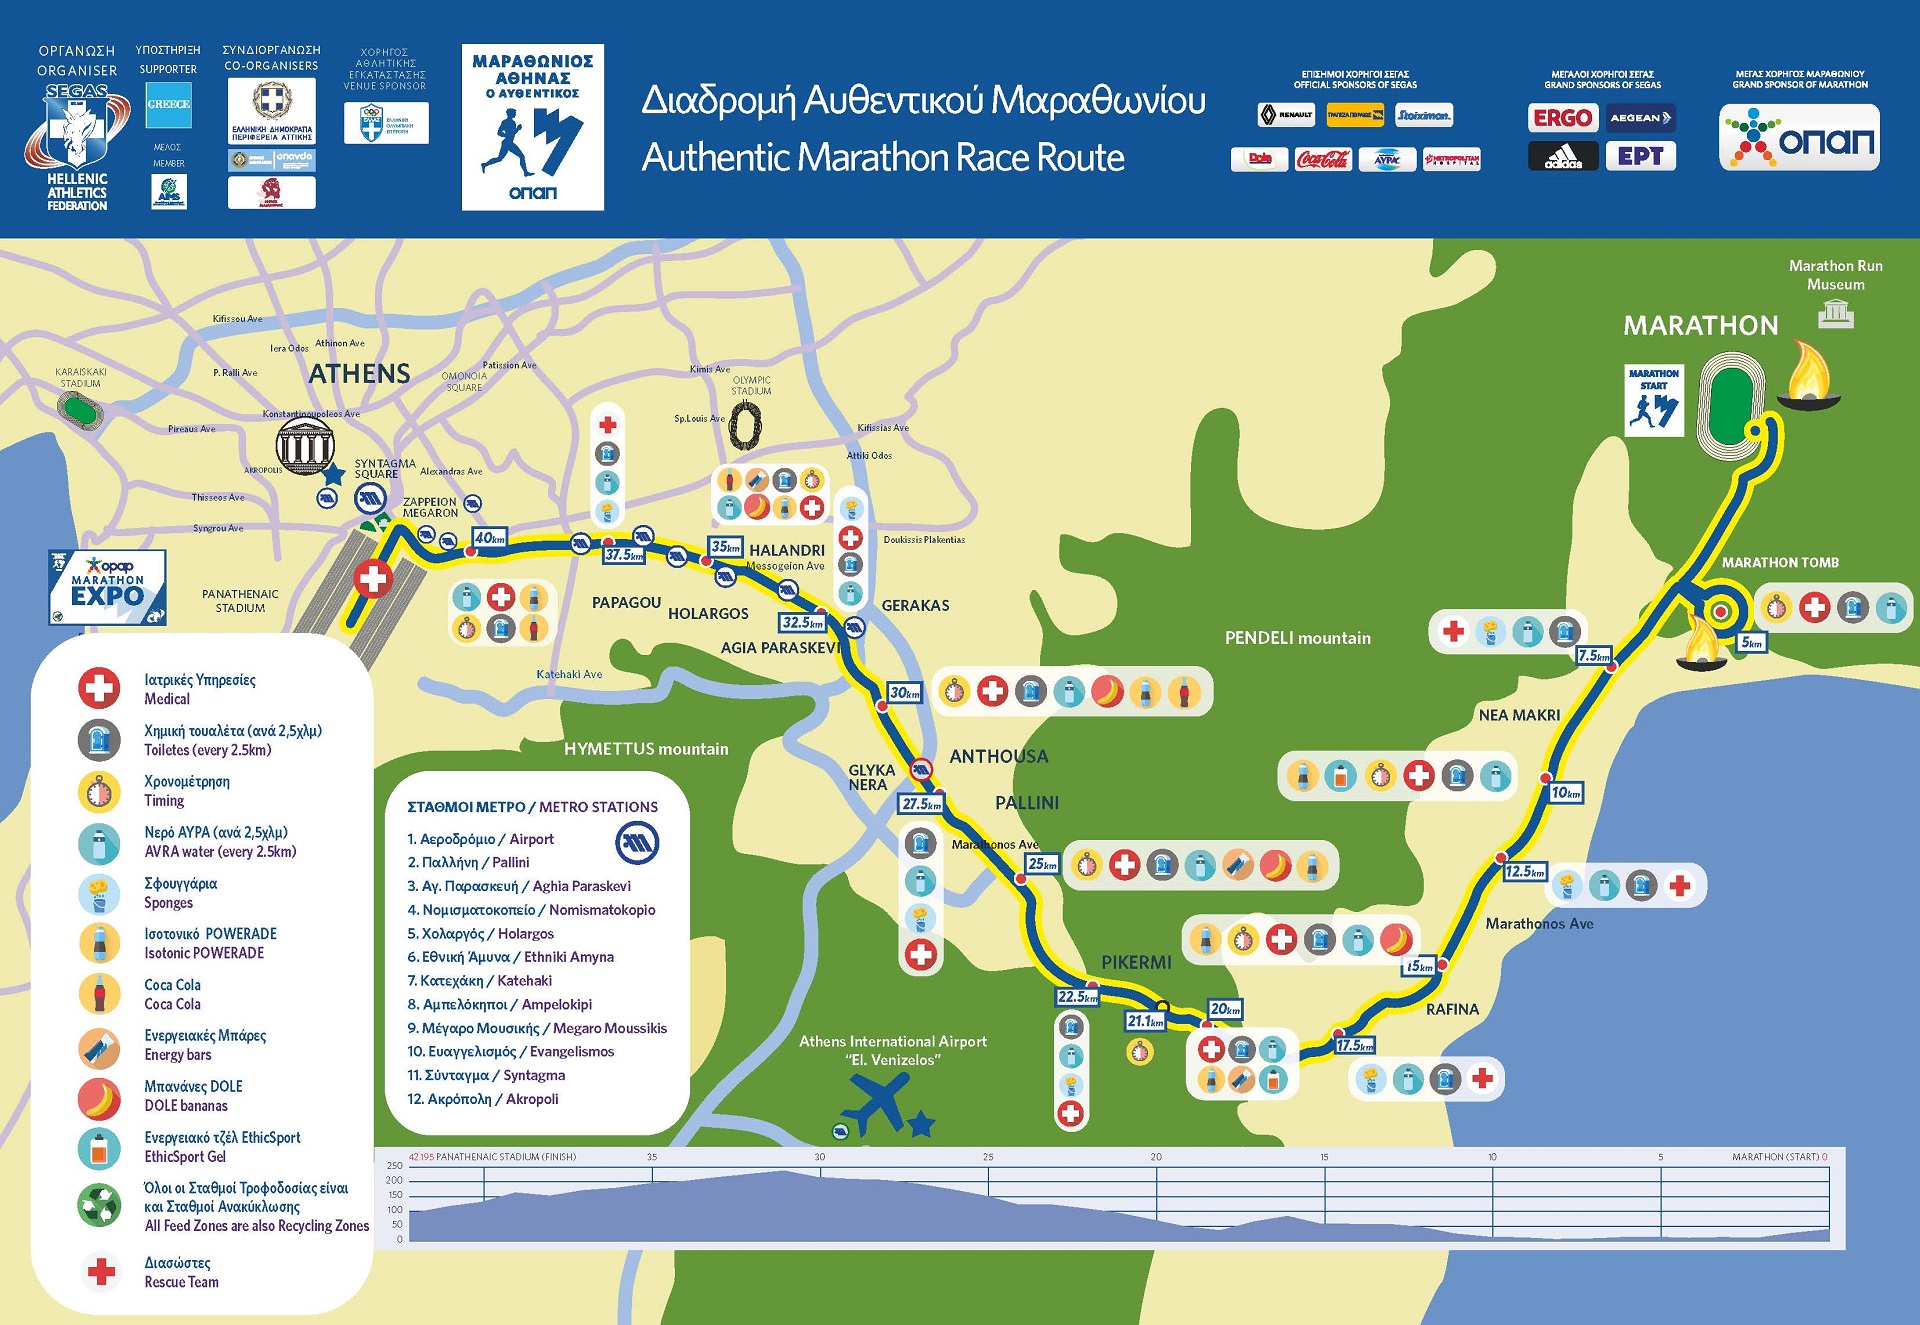 ΟΡΓΑΝΩΣΗ
ORGANISER
SEGAS
HELLENIC
ATHLETICS
FEDERATION
ΥΠΟΣΤΗΡΙΞΗ
SUPPORTER
GREECE
ΜΕΛΟΣ
MEMBER
AIMS
ΣΥΝΔΙΟΡΓΑΝΩΣΗ
CO-ORGANISERS
ΕΛΛΗΝΙΚΗ ΔΗΜΟΚΡΑΤΙΑ
ΠΕΡΙΦΕΡΕΙΑ ΑΤΤΙΚΗΣ
ΧΟΡΗΓΟΣ
ΑΘΛΗΤΙΚΗΣ
ΕΓΚΑΤΑΣΤΑΣΗΣ
VENUE SPONSOR
ΕΛΛΗΝΙΚΗ
ΟΛΥΜΠΙΑΚΗ
ΕΠΙΤΡΟΠΗ
ΜΑΡΑΘΩΝΙΟΣ
ΑΘΗΝΑΣ
Ο ΑΥΘΕΝΤΙΚΟΣ
οπαπ
Διαδρομή Αυθεντικού Μαραθωνίου
Authentic Marathon Race Route
ΕΠΙΣΗΜΟΙ ΧΟΡΗΓΟΙ ΣΕΓΑΣ
OFFICIAL SPONSORS OF SEGAS
RENAULT
ΤΡΑΠΕΖΑ ΠΕΙΡΑΙΩΣ
Stoiximan.
Dole
Coca-Cola
ΑΥΡΑ
METROPOLITAN
HOSPITAL
ΜΕΓΑΛΟΙ ΧΟΡΗΓΟΙ ΣΕΓΑΣ
GRAND SPONSORS OF SEGAS
ERGO
AEGEAN
adidas
ΕΡΤ
ΜΕΓΑΣ ΧΟΡΗΓΟΣ ΜΑΡΑΘΩΝΙΟΥ
GRAND SPONSOR OF MARATHON
οπαπ
Marathon Run
Museum
MARATHON
MARATHON
START
MARATHON TOMB
5km
7.5km
NEA MAKRI
10km
12.5km
Marathonos Ave
15km
RAFINA
17.5km
20km
21.1km
22.5km
PIKERMI
25km
Marathonos Ave
PALLINI
27.5km
ANTHOUSA
GLYKA
NERA
30km
PENDELI mountain
HYMETTUS mountain
GERAKAS
AGIA PARASKEVI
32.5km
HOLARGOS
PAPAGOU
HALANDRI
Messogeion Ave
35km
37.5km
40km
Doukissis Plakentias
Attiki Odos
Kifissias Ave
Sp.Louis Ave
OLYMPIC
STADIUM
Kimis Ave
Katehaki Ave
Kifissou Ave
Iera Odos
Athinon Ave
P. Ralli Ave
ATHENS
OMONOIA
SQUARE
Patission Ave
KARAISKAKI
STADIUM
Konstantinoupoleos Ave
Pireaus Ave
AKROPOLIS
SYNTAGMA
SQUARE
Alexandras Ave
ZAPPEION
MEGARON
Thisseos Ave
Syngrou Ave
PANATHENAIC
STADIUM
opap
MARATHON
EXPO
Ιατρικές Υπηρεσίες
Medical
Χημική τουαλέτα (ανά 2,5χλμ)
Toiletes (every 2.5km)
Χρονομέτρηση
Timing
Νερό ΑΥΡΑ (ανά 2,5χλμ)
AVRA water (every 2.5km)
Σφουγγάρια
Sponges
Ισοτονικό POWERADE
Isotonic POWERADE
Coca Cola
Coca Cola
Ενεργειακές Μπάρες
Energy bars
Μπανάνες DOLE
DOLE bananas
Ενεργειακό τζέλ EthicSport
EthicSport Gel
Όλοι οι Σταθμοί Τροφοδοσίας είναι
και Σταθμοί Ανακύκλωσης
All Feed Zones are also Recycling Zones
Διασώστες
Rescue Team
ΣΤΑΘΜΟΙ ΜΕΤΡΟ / METRO STATIONS
1. Αεροδρόμιο / Airport
2. Παλλήνη / Pallini
3. Αγ. Παρασκευή / Aghia Paraskevi
4. Νομισματοκοπείο / Nomismatokopio
5. Χολαργός / Holargos
6. Εθνική Άμυνα / Ethniki Amyna
7. Κατεχάκη / Katehaki
8. Αμπελόκηποι / Ampelokipi
9. Μέγαρο Μουσικής / Megaro Moussikis
10. Ευαγγελισμός / Evangelismos
11. Σύνταγμα / Syntagma
12. Ακρόπολη / Akropoli
Athens International Airport
“El. Venizelos”
42.195 PANATHENAIC STADIUM (FINISH) 35 30 25 20 15 10 5 MARATHON (START) 0
250
200
150
100
50
0